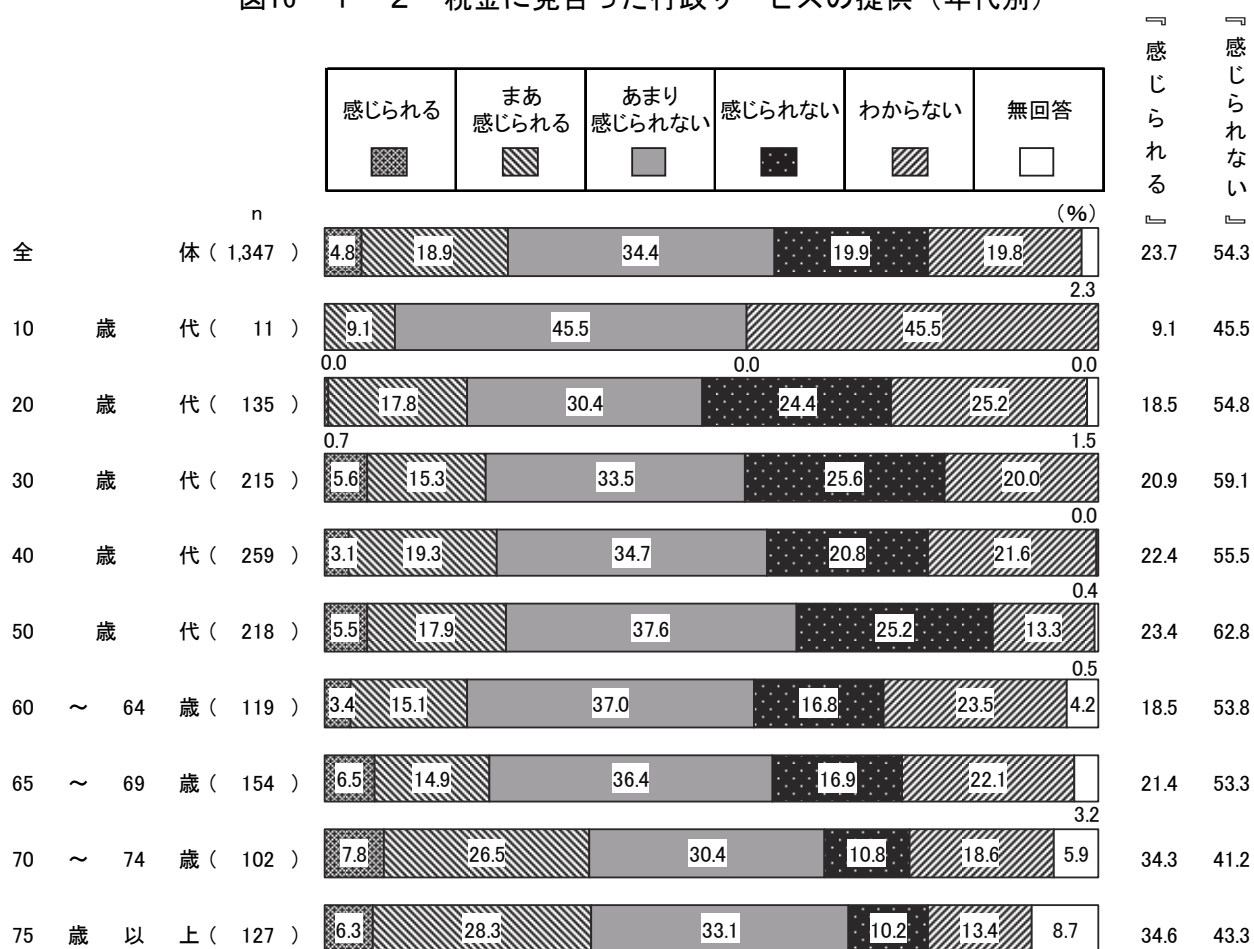 図10－1－2 税金に見合った行政サービスの提供（年代別）
『感じられる』
『感じられない』
感じられる
まあ
感じられる
あまり
感じられない
感じられない
わからない
無回答
n
(%)
全体( 1,347 ) 4.8 18.9 34.4 19.9 19.8 23.7 54.3
2.3
10歳代( 11 ) 9.1 45.5 45.5 9.1 45.5
0.0 0.0 0.0
20歳代( 135 ) 17.8 30.4 24.4 25.2 18.5 54.8
0.7 1.5
30歳代( 215 ) 5.6 15.3 33.5 25.6 20.0 20.9 59.1
0.0
40歳代( 259 ) 3.1 19.3 34.7 20.8 21.6 22.4 55.5
0.4
50歳代( 218 ) 5.5 17.9 37.6 25.2 13.3 23.4 62.8
0.5
60～64歳( 119 ) 3.4 15.1 37.0 16.8 23.5 4.2 18.5 53.8
65～69歳( 154 ) 6.5 14.9 36.4 16.9 22.1 21.4 53.3
3.2
70～74歳( 102 ) 7.8 26.5 30.4 10.8 18.6 5.9 34.3 41.2
75歳以上( 127 ) 6.3 28.3 33.1 10.2 13.4 8.7 34.6 43.3